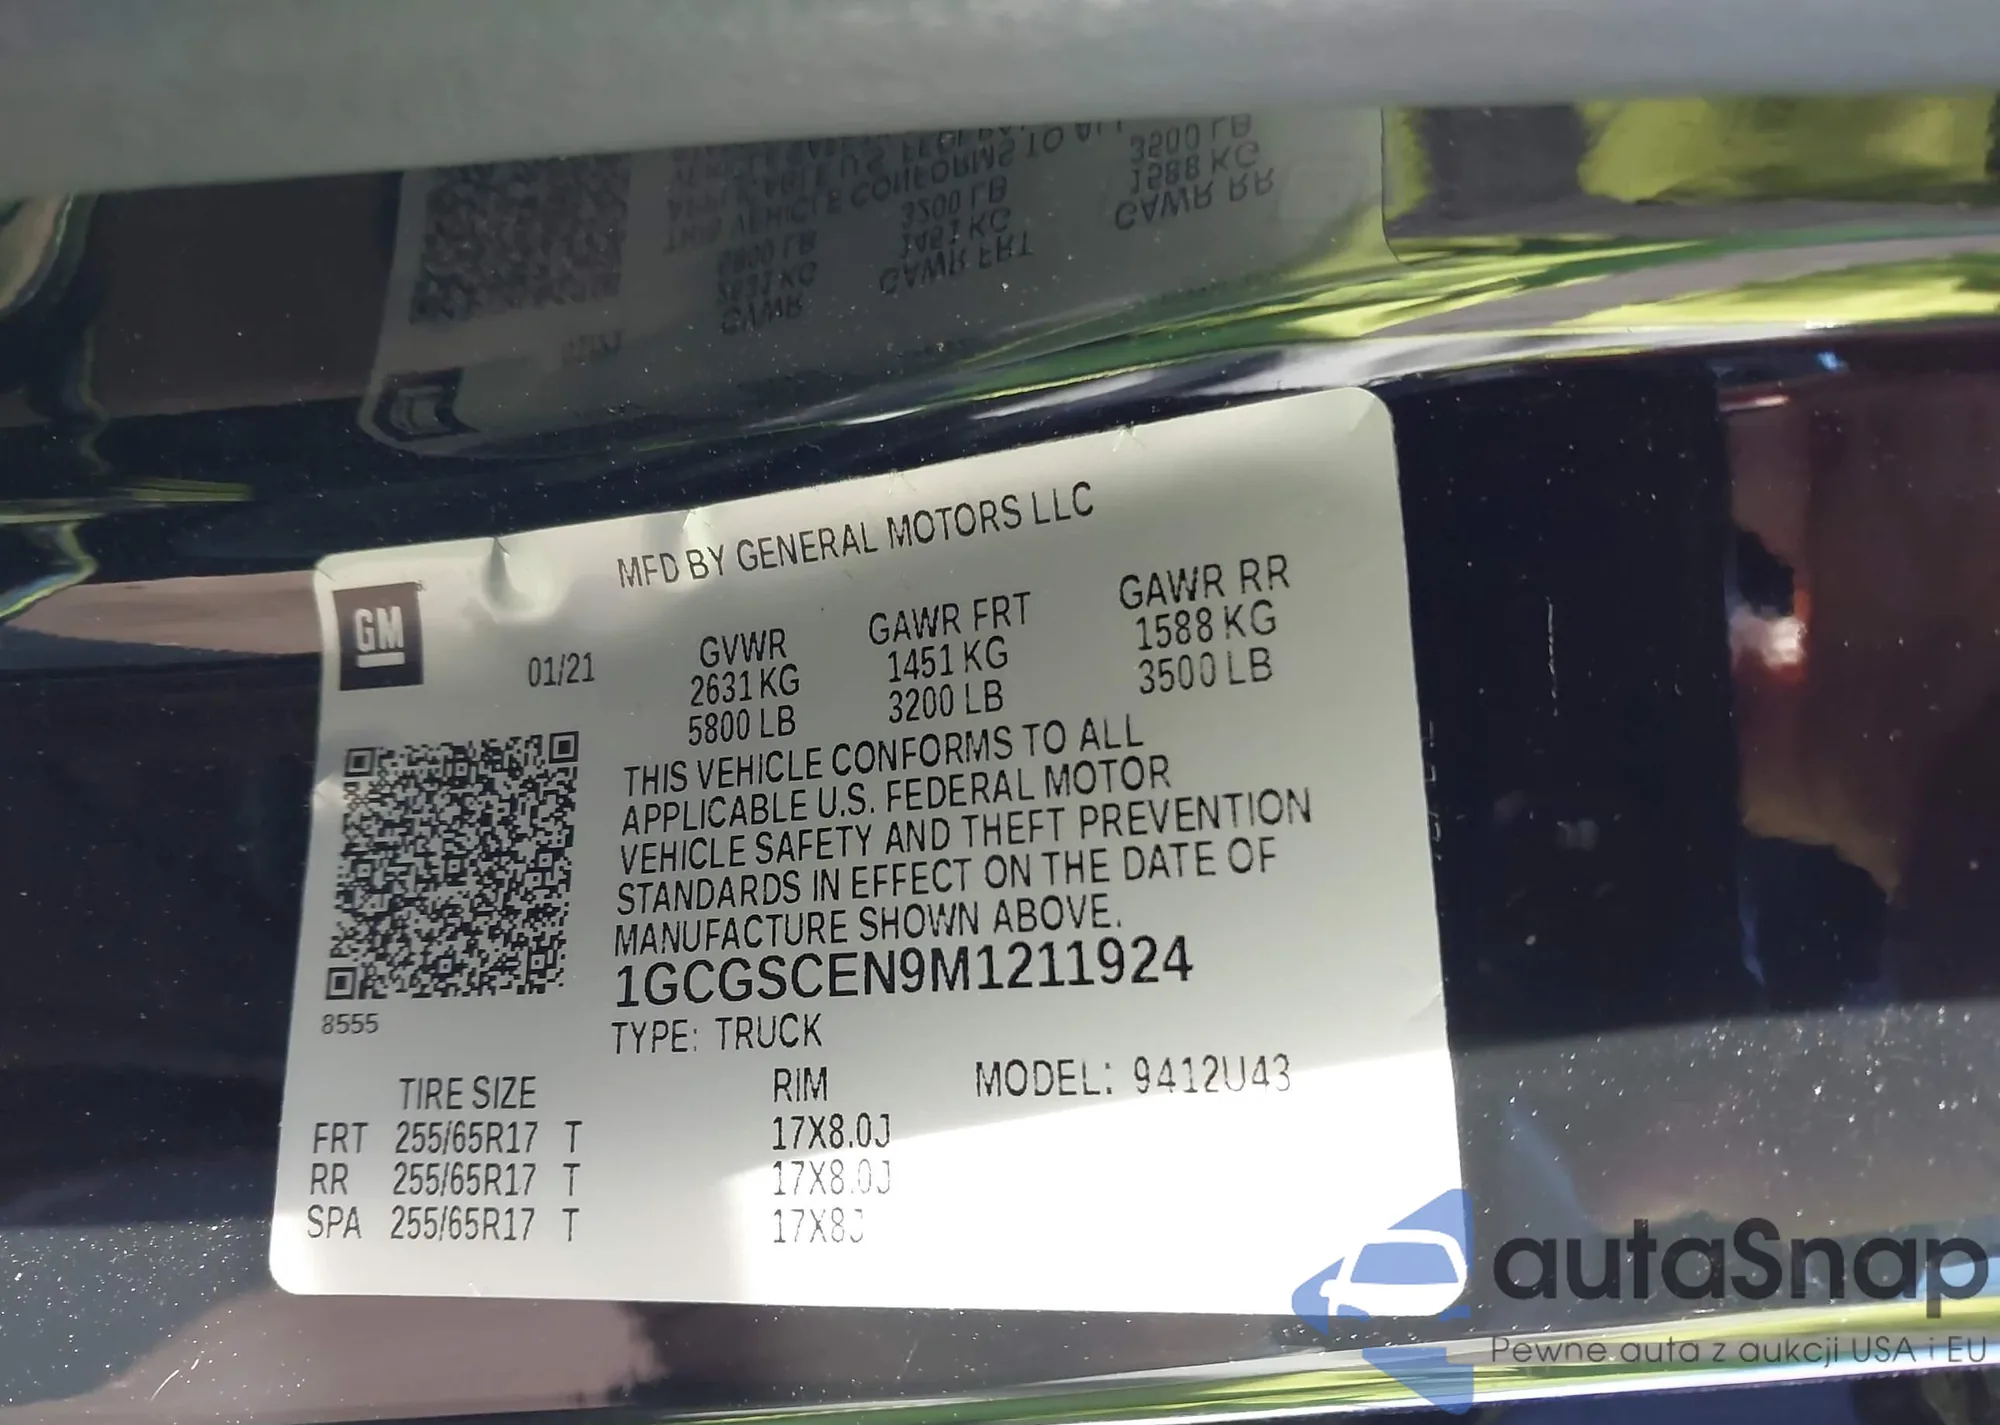 MFD BY GENERAL MOTORS LLC
GM
01/21
GVWR GAWR FRT GAWR RR
2631 KG 1451 KG 1588 KG
5800 LB 3200 LB 3500 LB
THIS VEHICLE CONFORMS TO ALL
APPLICABLE U.S. FEDERAL MOTOR
VEHICLE SAFETY AND THEFT PREVENTION
STANDARDS IN EFFECT ON THE DATE OF
MANUFACTURE SHOWN ABOVE.
1GCGSCEN9M1211924
8555
TYPE: TRUCK
TIRE SIZE RIM MODEL: 9412U43
FRT 255/65R17 T 17X8.0J
RR 255/65R17 T 17X8.0J
SPA 255/65R17 T 17X8J
autaSnap
Pewne auta z aukcji USA i EU